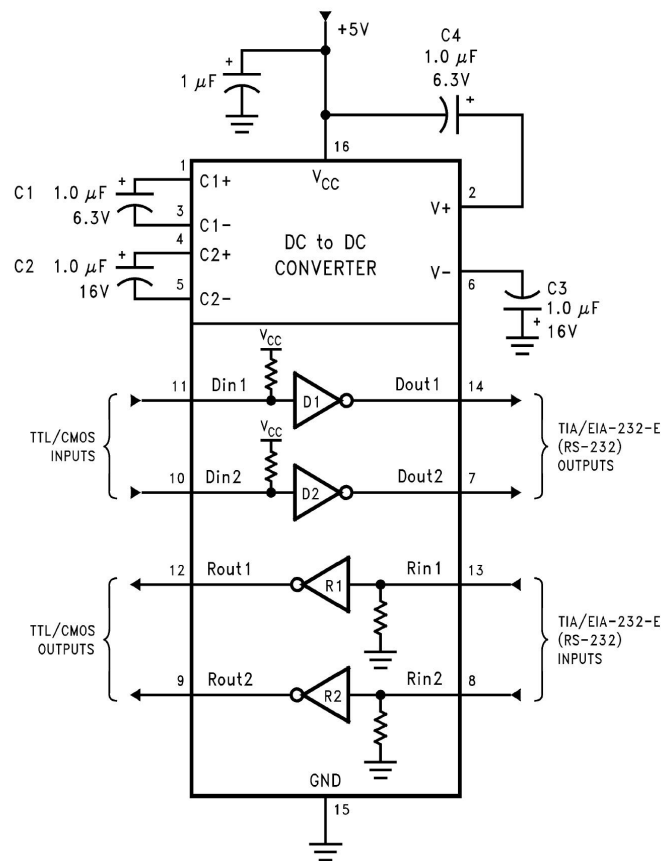 +5V
1 µF
+
C4
1.0 µF
6.3V
+
16
V_CC
1
C1+
C1 1.0 µF
6.3V
+
3
C1-
4
C2+
C2 1.0 µF
16V
+
5
C2-
DC to DC
CONVERTER
2
V+
V-
6
C3
1.0 µF
16V
+
V_CC
11
Din1
D1
Dout1
14
V_CC
10
Din2
D2
Dout2
7
TTL/CMOS
INPUTS
TIA/EIA-232-E
(RS-232)
OUTPUTS
12
Rout1
R1
Rin1
13
9
Rout2
R2
Rin2
8
TTL/CMOS
OUTPUTS
TIA/EIA-232-E
(RS-232)
INPUTS
GND
15